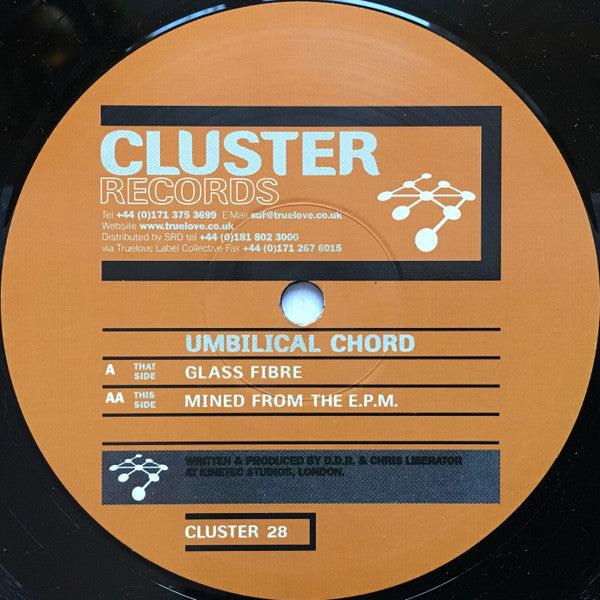 CLUSTER
RECORDS
Tel +44 (0)171 375 3699 E Mail saf@truelove.co.uk
Website www.truelove.co.uk
Distributed by SRD tel +44 (0)181 802 3000
via Truelove Label Collective Fax +44 (0)171 267 6015
UMBILICAL CHORD
A THAT SIDE GLASS FIBRE
AA THIS SIDE MINED FROM THE E.P.M.
WRITTEN & PRODUCED BY D.D.R. & CHRIS LIBERATOR
AT KINETEC STUDIOS, LONDON.
CLUSTER 28